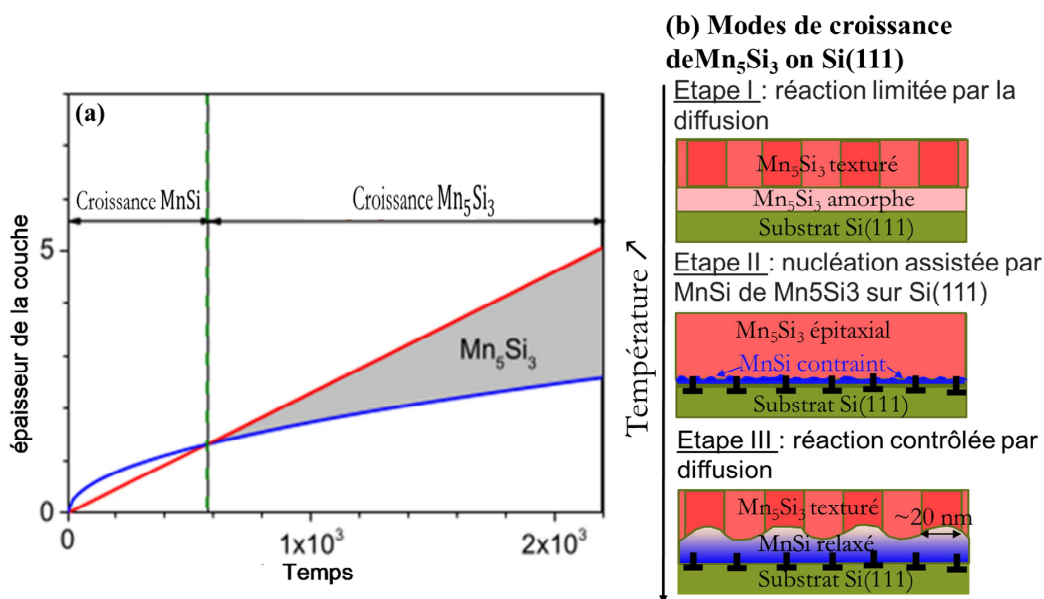 (a)
Croissance MnSi
Croissance Mn₅Si₃
Mn₅Si₃
épaisseur de la couche
5
0
0
1x10³
2x10³
Temps
(b) Modes de croissance
deMn₅Si₃ on Si(111)
Température ↗
Etape I : réaction limitée par la
diffusion
Mn₅Si₃ texturé
Mn₅Si₃ amorphe
Substrat Si(111)
Etape II : nucléation assistée par
MnSi de Mn5Si3 sur Si(111)
Mn₅Si₃ épitaxial
MnSi contraint
Substrat Si(111)
Etape III : réaction contrôlée par
diffusion
Mn₅Si₃ texturé
~20 nm
MnSi relaxé
Substrat Si(111)